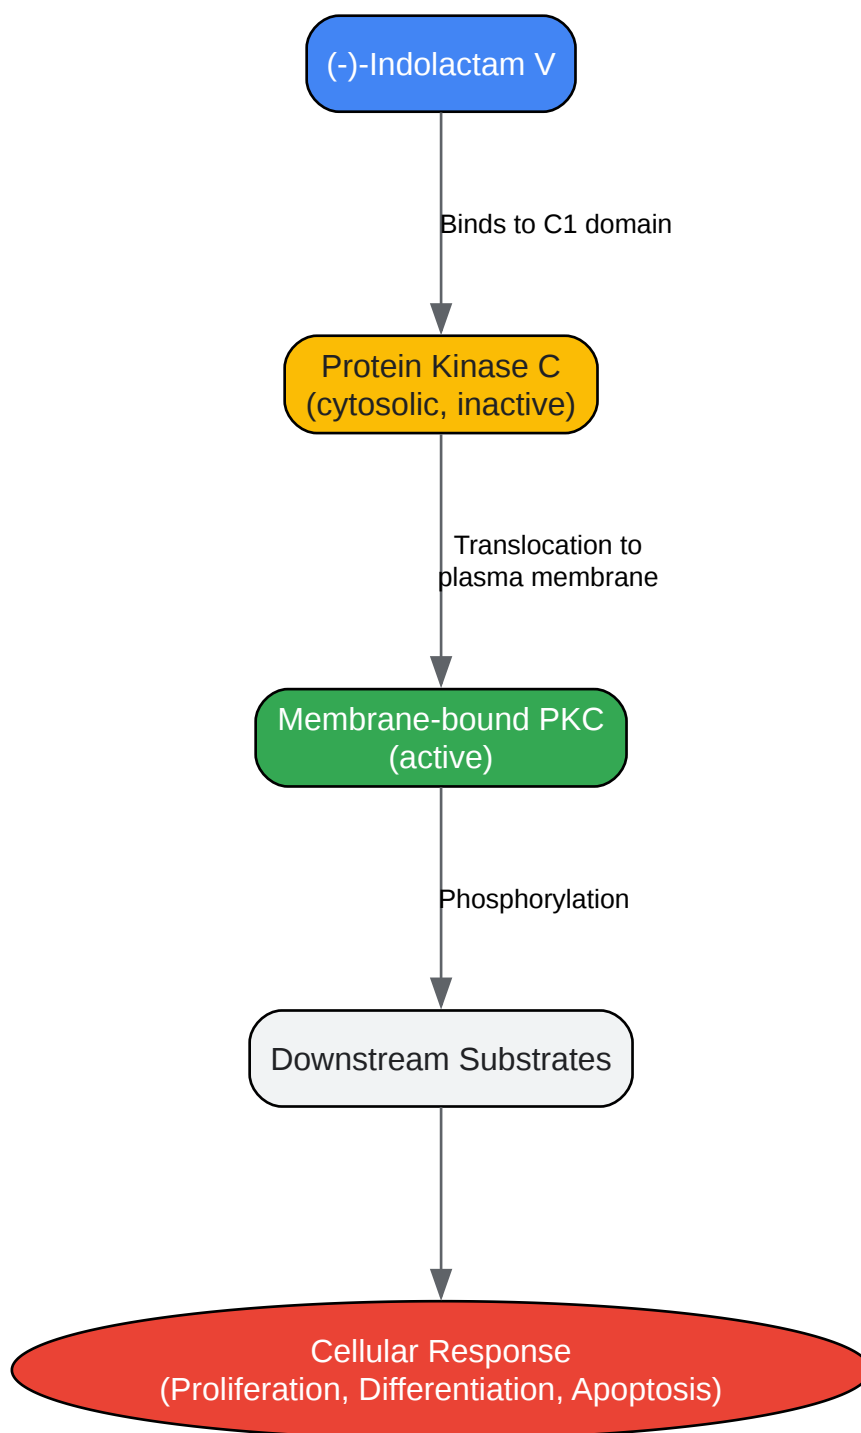 (-)-Indolactam V
Binds to C1 domain
Protein Kinase C
(cytosolic, inactive)
Translocation to
plasma membrane
Membrane-bound PKC
(active)
Phosphorylation
Downstream Substrates
Cellular Response
(Proliferation, Differentiation, Apoptosis)